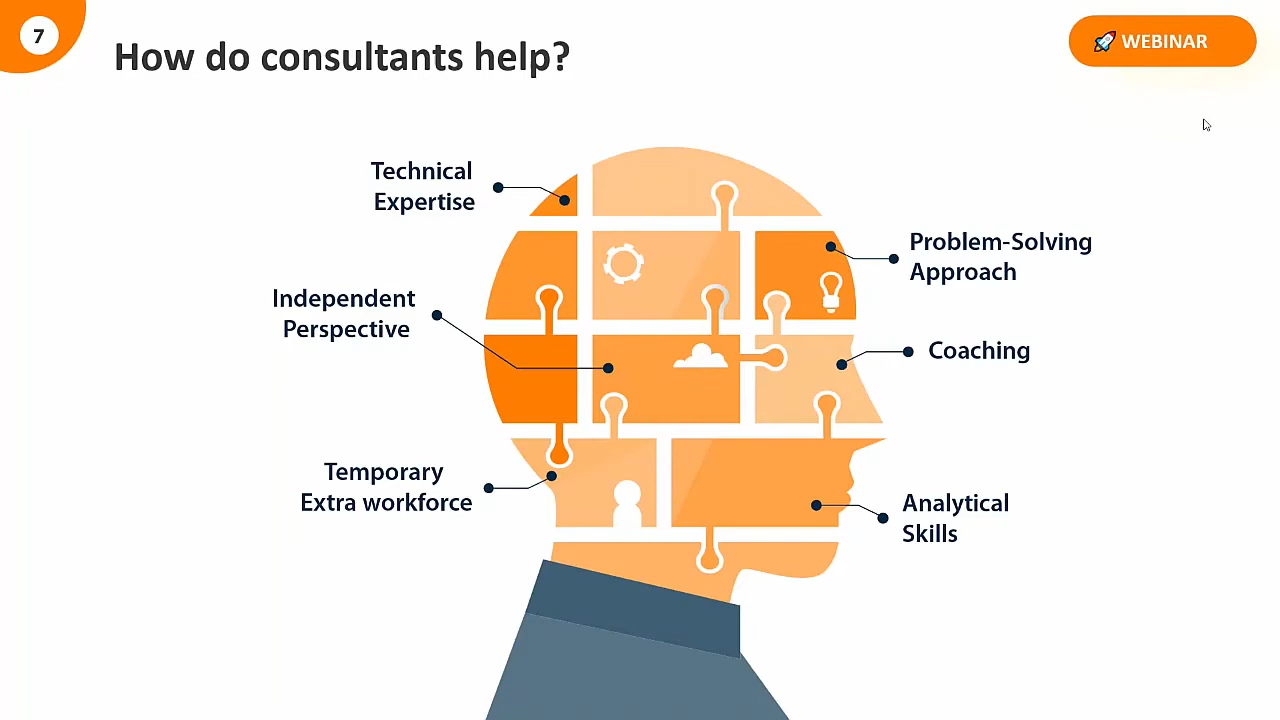 7
How do consultants help?
WEBINAR
Technical
Expertise
Independent
Perspective
Temporary
Extra workforce
Problem-Solving
Approach
Coaching
Analytical
Skills